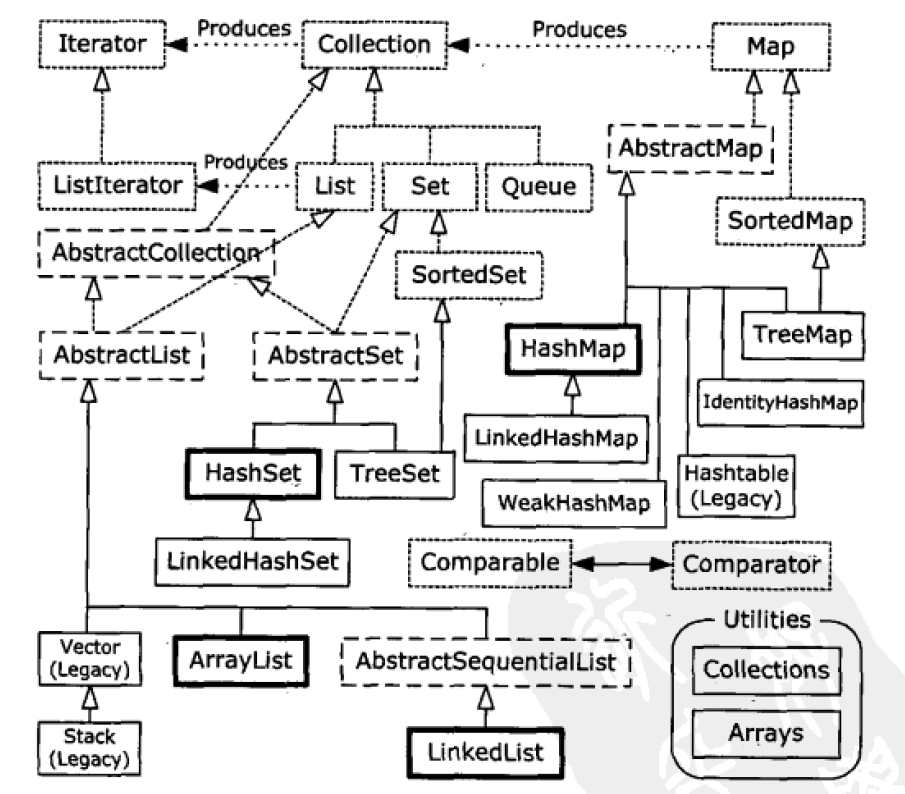 Iterator
Produces
Collection
Produces
Map
AbstractMap
ListIterator
Produces
List
Set
Queue
SortedMap
AbstractCollection
SortedSet
AbstractList
AbstractSet
HashMap
TreeMap
IdentityHashMap
LinkedHashMap
HashSet
TreeSet
WeakHashMap
Hashtable
(Legacy)
LinkedHashSet
Comparable
Comparator
Utilities
Vector
(Legacy)
ArrayList
AbstractSequentialList
Collections
Stack
(Legacy)
LinkedList
Arrays